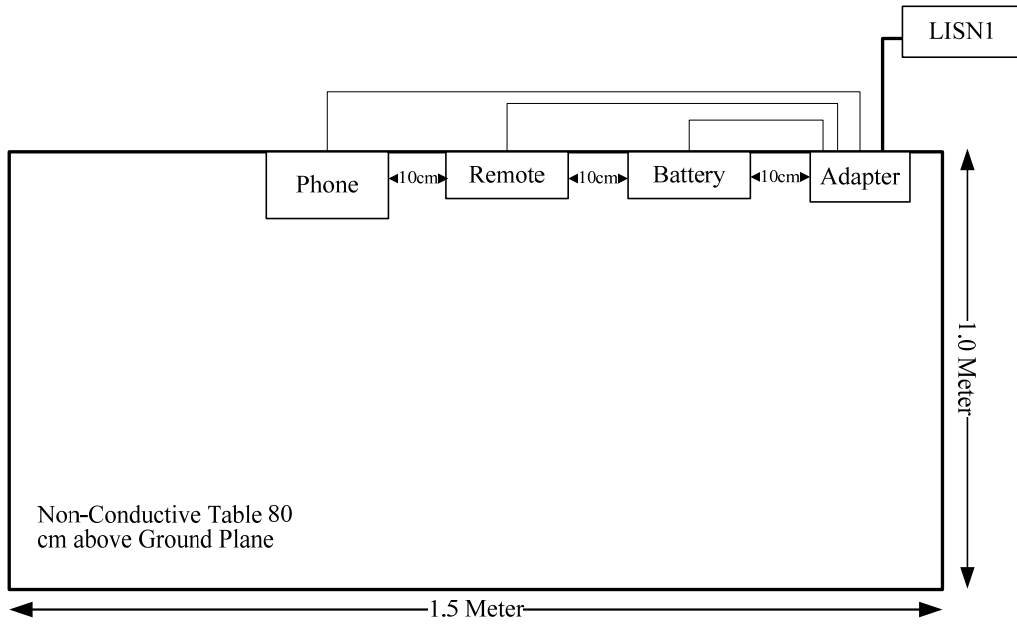 LISN1
Phone
10cm
Remote
10cm
Battery
10cm
Adapter
1.0 Meter
Non-Conductive Table 80
cm above Ground Plane
1.5 Meter